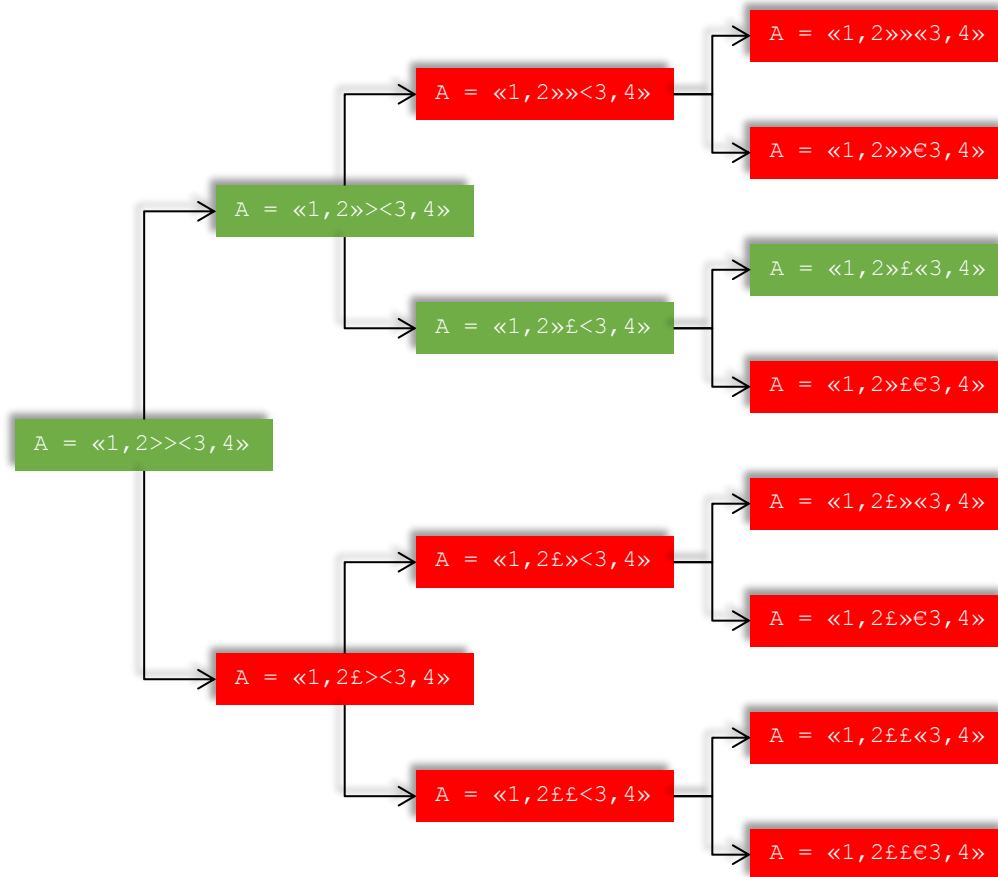 A = «1,2»»«3,4»
A = «1,2»»<3,4»
A = «1,2»»€3,4»
A = «1,2»><3,4»
A = «1,2»£«3,4»
A = «1,2»£<3,4»
A = «1,2»£€3,4»
A = «1,2>><3,4»
A = «1,2£»«3,4»
A = «1,2£»<3,4»
A = «1,2£»€3,4»
A = «1,2£><3,4»
A = «1,2££«3,4»
A = «1,2££<3,4»
A = «1,2££€3,4»